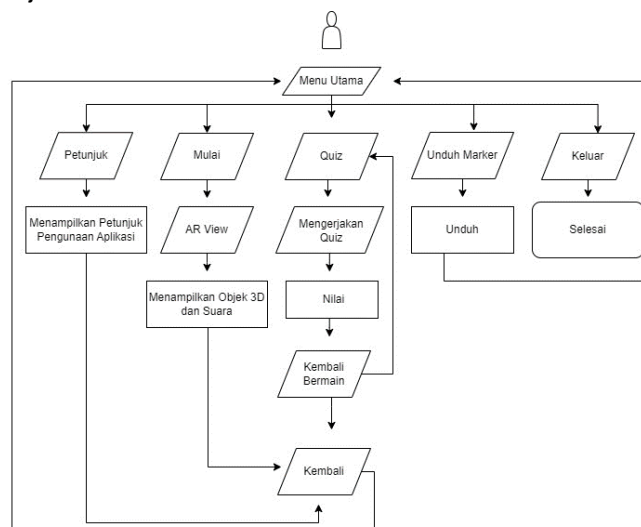 Menu Utama
Petunjuk
Mulai
Quiz
Unduh Marker
Keluar
Menampilkan Petunjuk
Pengunaan Aplikasi
AR View
Mengerjakan
Quiz
Unduh
Selesai
Menampilkan Objek 3D
dan Suara
Nilai
Kembali
Bermain
Kembali